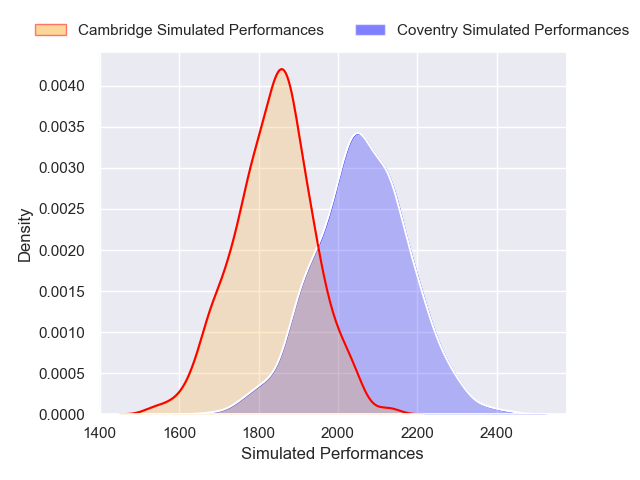 Cambridge Simulated Performances
Coventry Simulated Performances
0.0040
0.0035
0.0030
0.0025
0.0020
0.0015
0.0010
0.0005
0.0000
Density
1400 1600 1800 2000 2200 2400
Simulated Performances